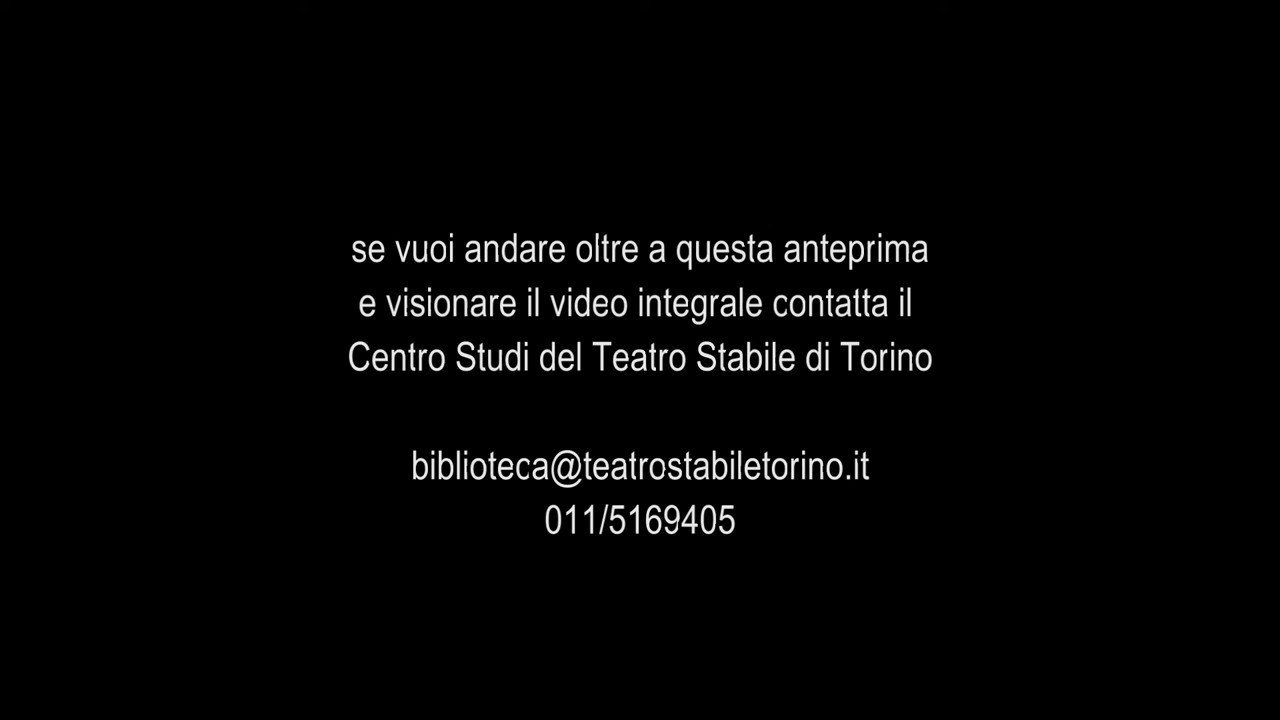 se vuoi andare oltre a questa anteprima
e visionare il video integrale contatta il
Centro Studi del Teatro Stabile di Torino
biblioteca@teatrostabiletorino.it
011/5169405